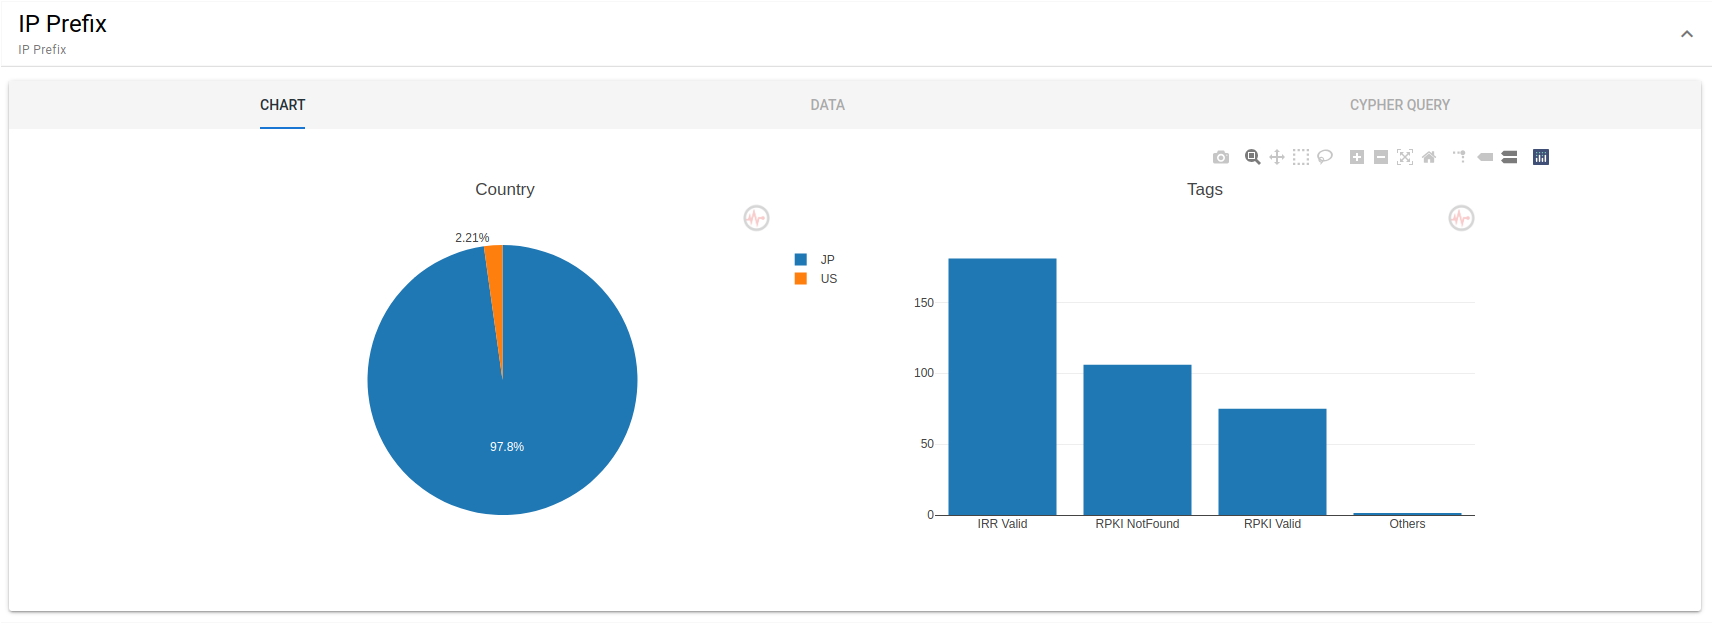 IP Prefix
IP Prefix
CHART
DATA
CYPHER QUERY
Country
2.21%
97.8%
JP
US
Tags
150
100
50
0
IRR Valid
RPKI NotFound
RPKI Valid
Others